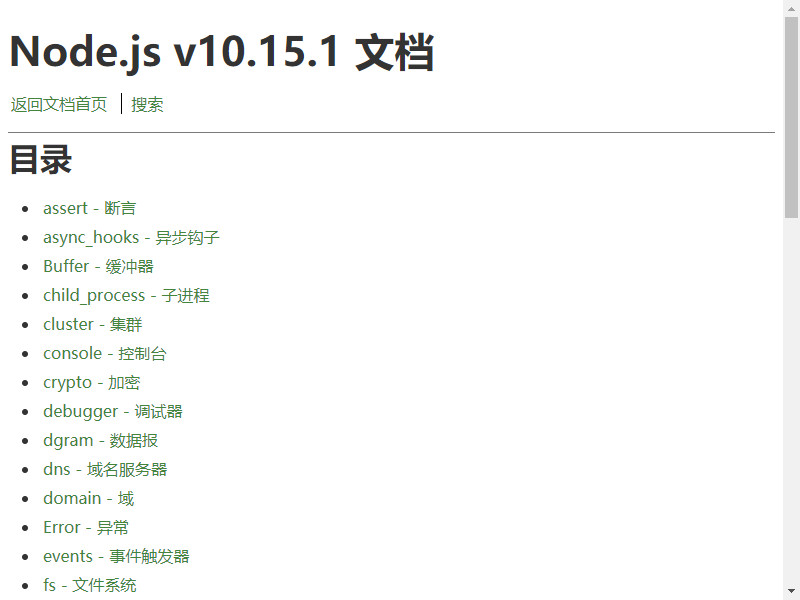 Node.js v10.15.1 文档
返回文档首页 | 搜索
目录
assert - 断言
async_hooks - 异步钩子
Buffer - 缓冲器
child_process - 子进程
cluster - 集群
console - 控制台
crypto - 加密
debugger - 调试器
dgram - 数据报
dns - 域名服务器
domain - 域
Error - 异常
events - 事件触发器
fs - 文件系统